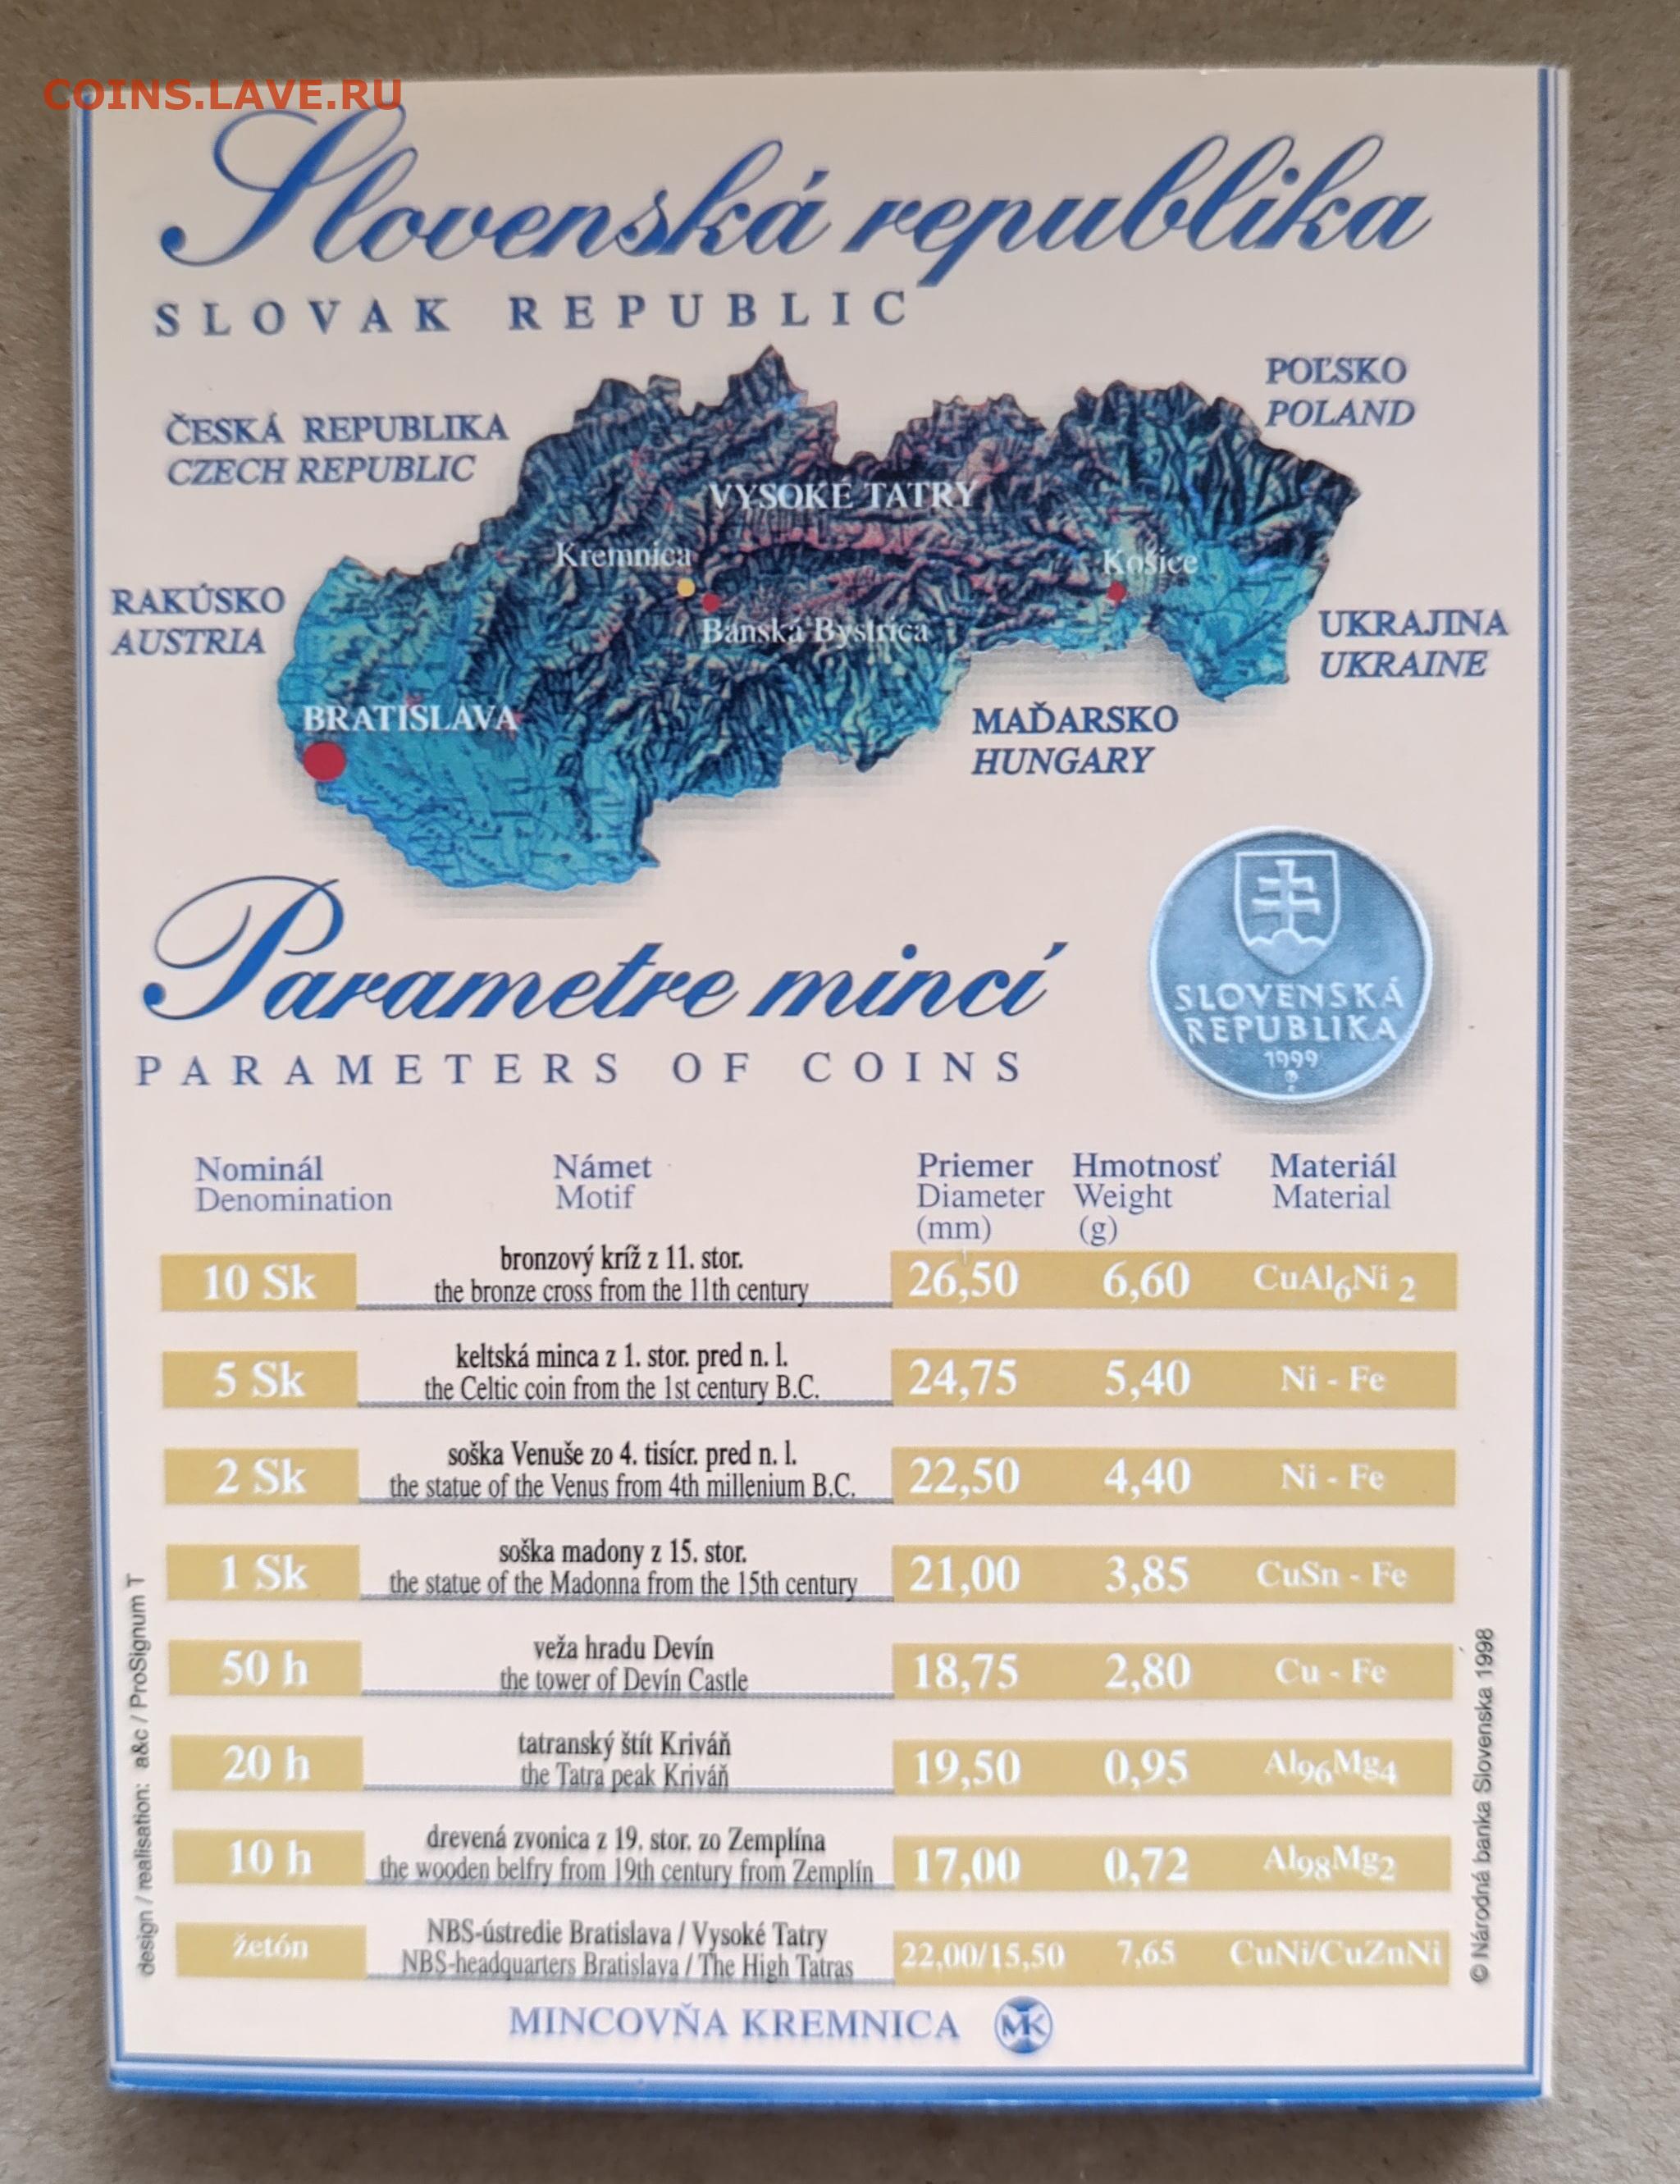 COINS.LAVE.RU
Slovenská republika
SLOVAK REPUBLIC
POĽSKO
POLAND
ČESKÁ REPUBLIKA
CZECH REPUBLIC
VYSOKÉ TATRY
Kremnica
Košice
RAKÚSKO
AUSTRIA
Banská Bystrica
UKRAJINA
UKRAINE
BRATISLAVA
MAĎARSKO
HUNGARY
Parametre mincí
PARAMETERS OF COINS
SLOVENSKÁ
REPUBLIKA
1999
Nominál Námet Priemer Hmotnosť Materiál
Denomination Motif Diameter Weight Material
(mm) (g)
bronzový kríž z 11. stor.
10 Sk the bronze cross from the 11th century 26,50 6,60 CuAl6Ni 2
keltská minca z 1. stor. pred n. l.
5 Sk the Celtic coin from the 1st century B.C. 24,75 5,40 Ni - Fe
soška Venuše zo 4. tisícr. pred n. l.
2 Sk the statue of the Venus from 4th millenium B.C. 22,50 4,40 Ni - Fe
soška madony z 15. stor.
1 Sk the statue of the Madonna from the 15th century 21,00 3,85 CuSn - Fe
veža hradu Devín
50 h the tower of Devín Castle 18,75 2,80 Cu - Fe
tatranský štít Kriváň
20 h the Tatra peak Kriváň 19,50 0,95 Al96Mg4
drevená zvonica z 19. stor. zo Zemplína
10 h the wooden belfry from 19th century from Zemplín 17,00 0,72 Al98Mg2
NBS-ústredie Bratislava / Vysoké Tatry
žetón NBS-headquarters Bratislava / The High Tatras 22,00/15,50 7,65 CuNi/CuZnNi
MINCOVŇA KREMNICA MK
design / realisation: a&c / ProSignum T
© Národná banka Slovenska 1998